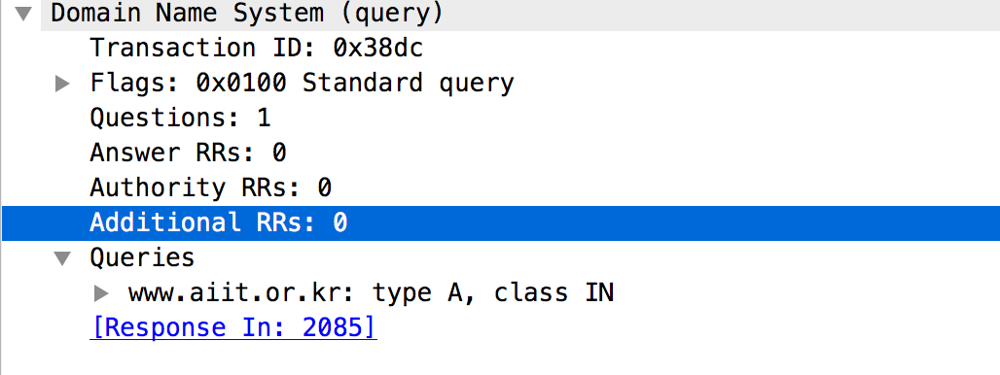 Domain Name System (query)
Transaction ID: 0x38dc
Flags: 0x0100 Standard query
Questions: 1
Answer RRs: 0
Authority RRs: 0
Additional RRs: 0
Queries
www.aiit.or.kr: type A, class IN
[Response In: 2085]